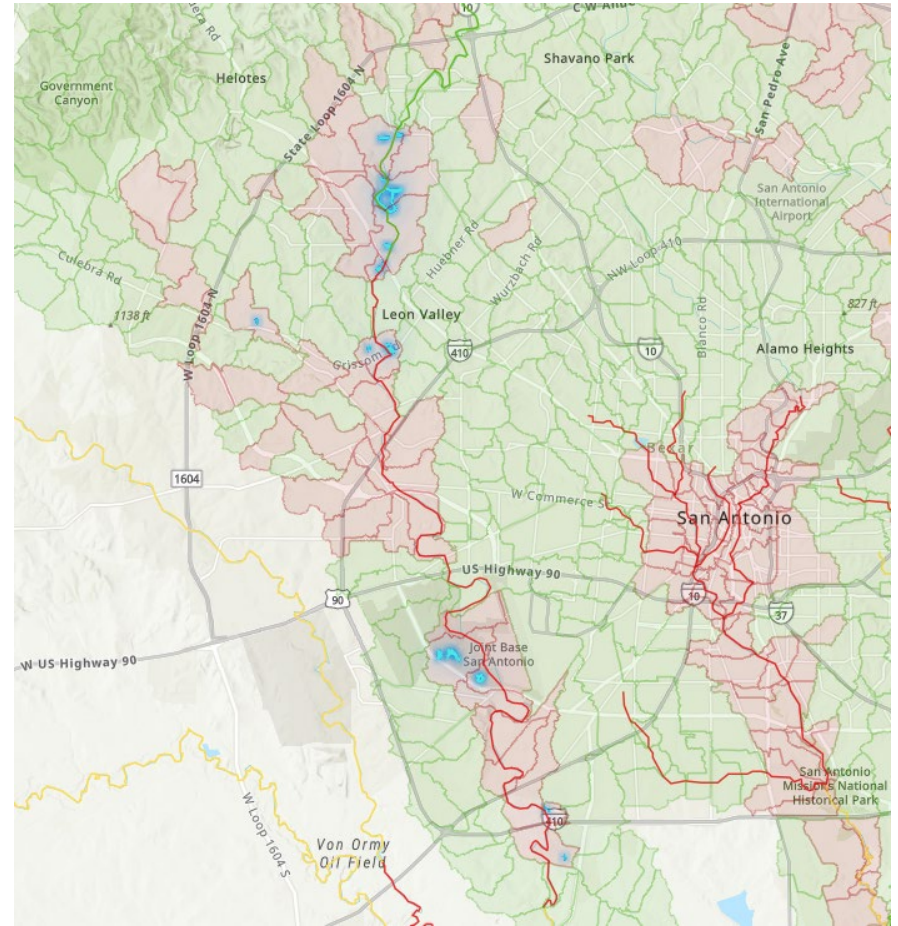 10
C W Ande
Shavano Park
Helotes
Government
Canyon
State Loop 1604 N
San Pedro Ave
San Antonio
International
Airport
Huebner Rd
Culebra Rd
Wurzbach Rd
NW Loop 410
1138 ft
W Loop 1604 N
Leon Valley
827 ft
Blanco Rd
Grissom Rd
410
10
Alamo Heights
Bexar
1604
W Commerce S
San Antonio
US Highway 90
90
10
37
W US Highway 90
Joint Base
San Antonio
San Antonio
Missions National
Historical Park
W Loop 1604 S
410
Von Ormy
Oil Field